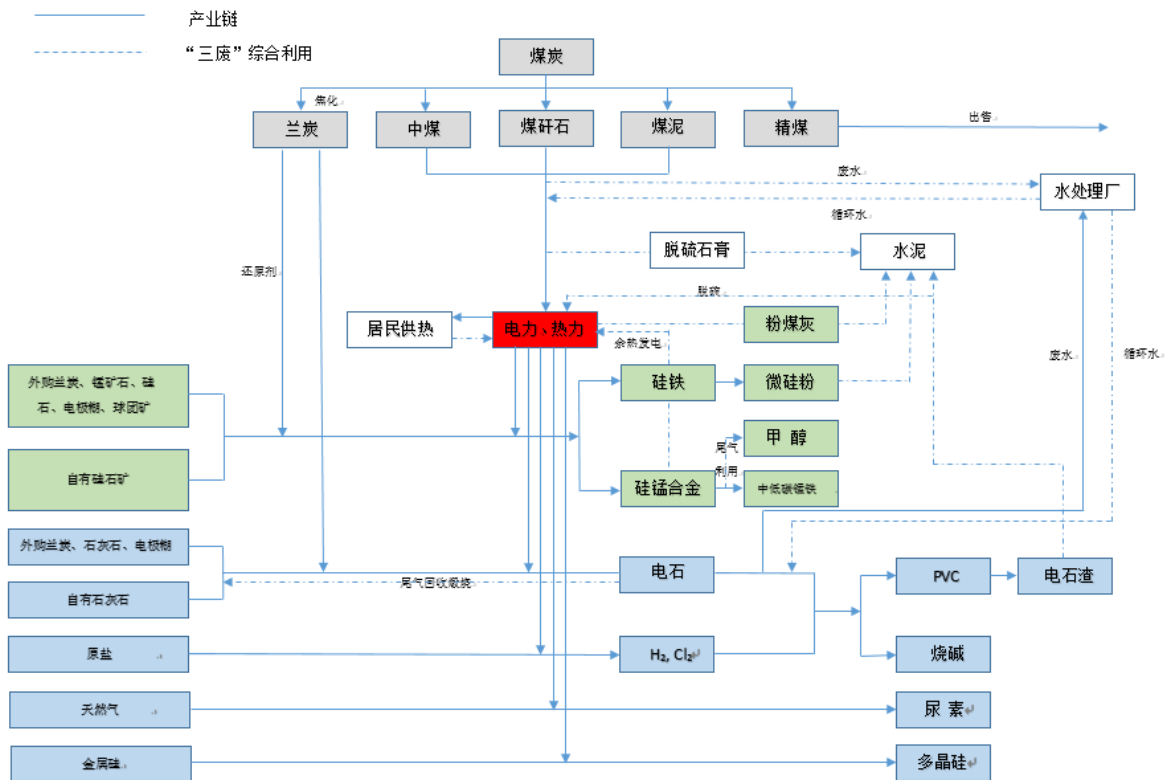 产业链
“三废”综合利用
煤炭
焦化
兰炭
中煤
煤矸石
煤泥
精煤
出售
废水
水处理厂
循环水
脱硫石膏
水泥
还原剂
脱硫
居民供热
电力、热力
粉煤灰
余热发电
废水
循环水
外购兰炭、锰矿石、硅
石、电极糊、球团矿
硅铁
微硅粉
甲 醇
尾气
利用
自有硅石矿
硅锰合金
中低碳锰铁
外购兰炭、石灰石、电极糊
电石
尾气回收煅烧
PVC
电石渣
自有石灰石
原盐
H₂, Cl₂
烧碱
天然气
尿 素
金属硅
多晶硅